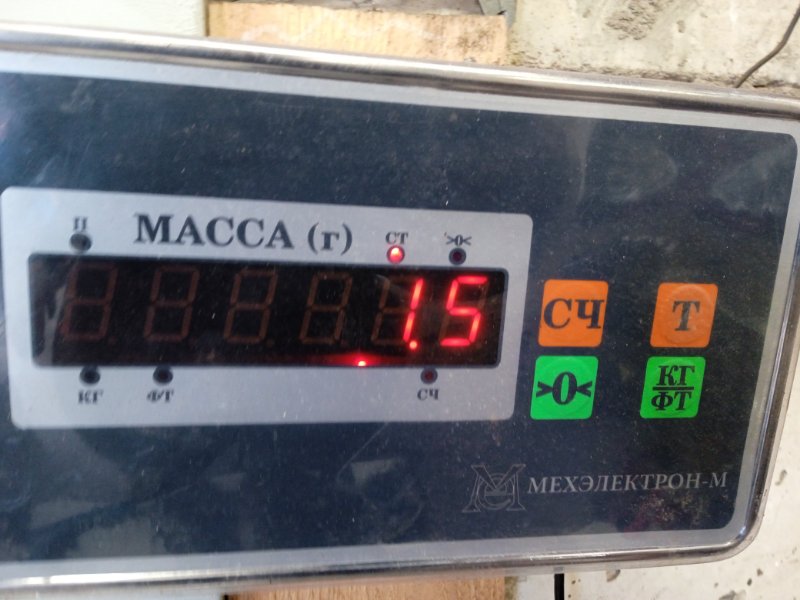 П МАССА (г) СТ >0<
1.5
КГ ФТ СЧ
СЧ Т
>0< КГ/ФТ
МЕХЭЛЕКТРОН-М